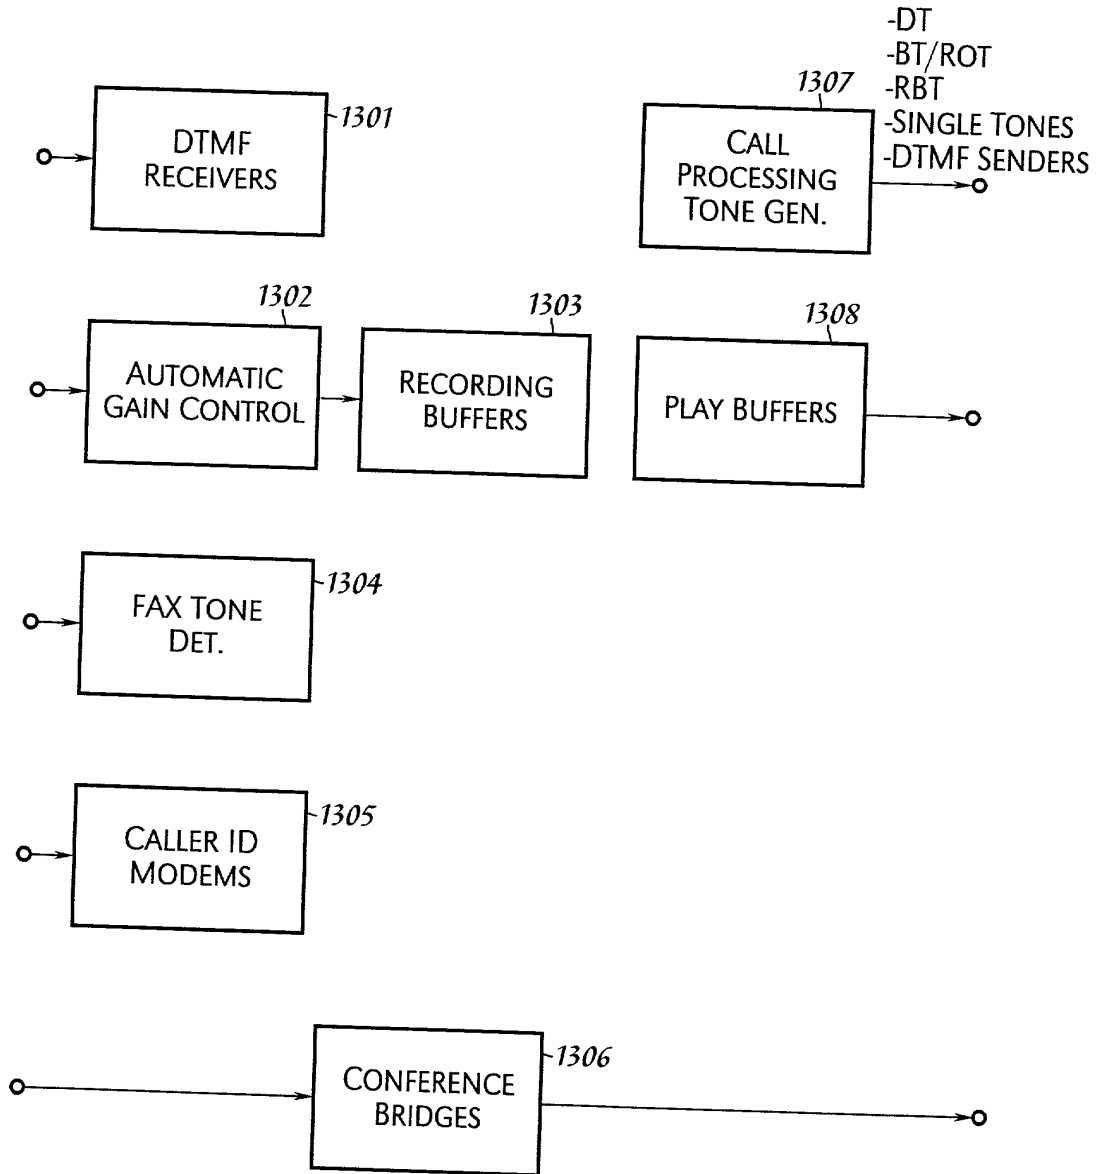 -DT
-BT/ROT
-RBT
-SINGLE TONES
-DTMF SENDERS
1301
DTMF
RECEIVERS
1307
CALL
PROCESSING
TONE GEN.
1302
AUTOMATIC
GAIN CONTROL
1303
RECORDING
BUFFERS
1308
PLAY BUFFERS
1304
FAX TONE
DET.
1305
CALLER ID
MODEMS
1306
CONFERENCE
BRIDGES